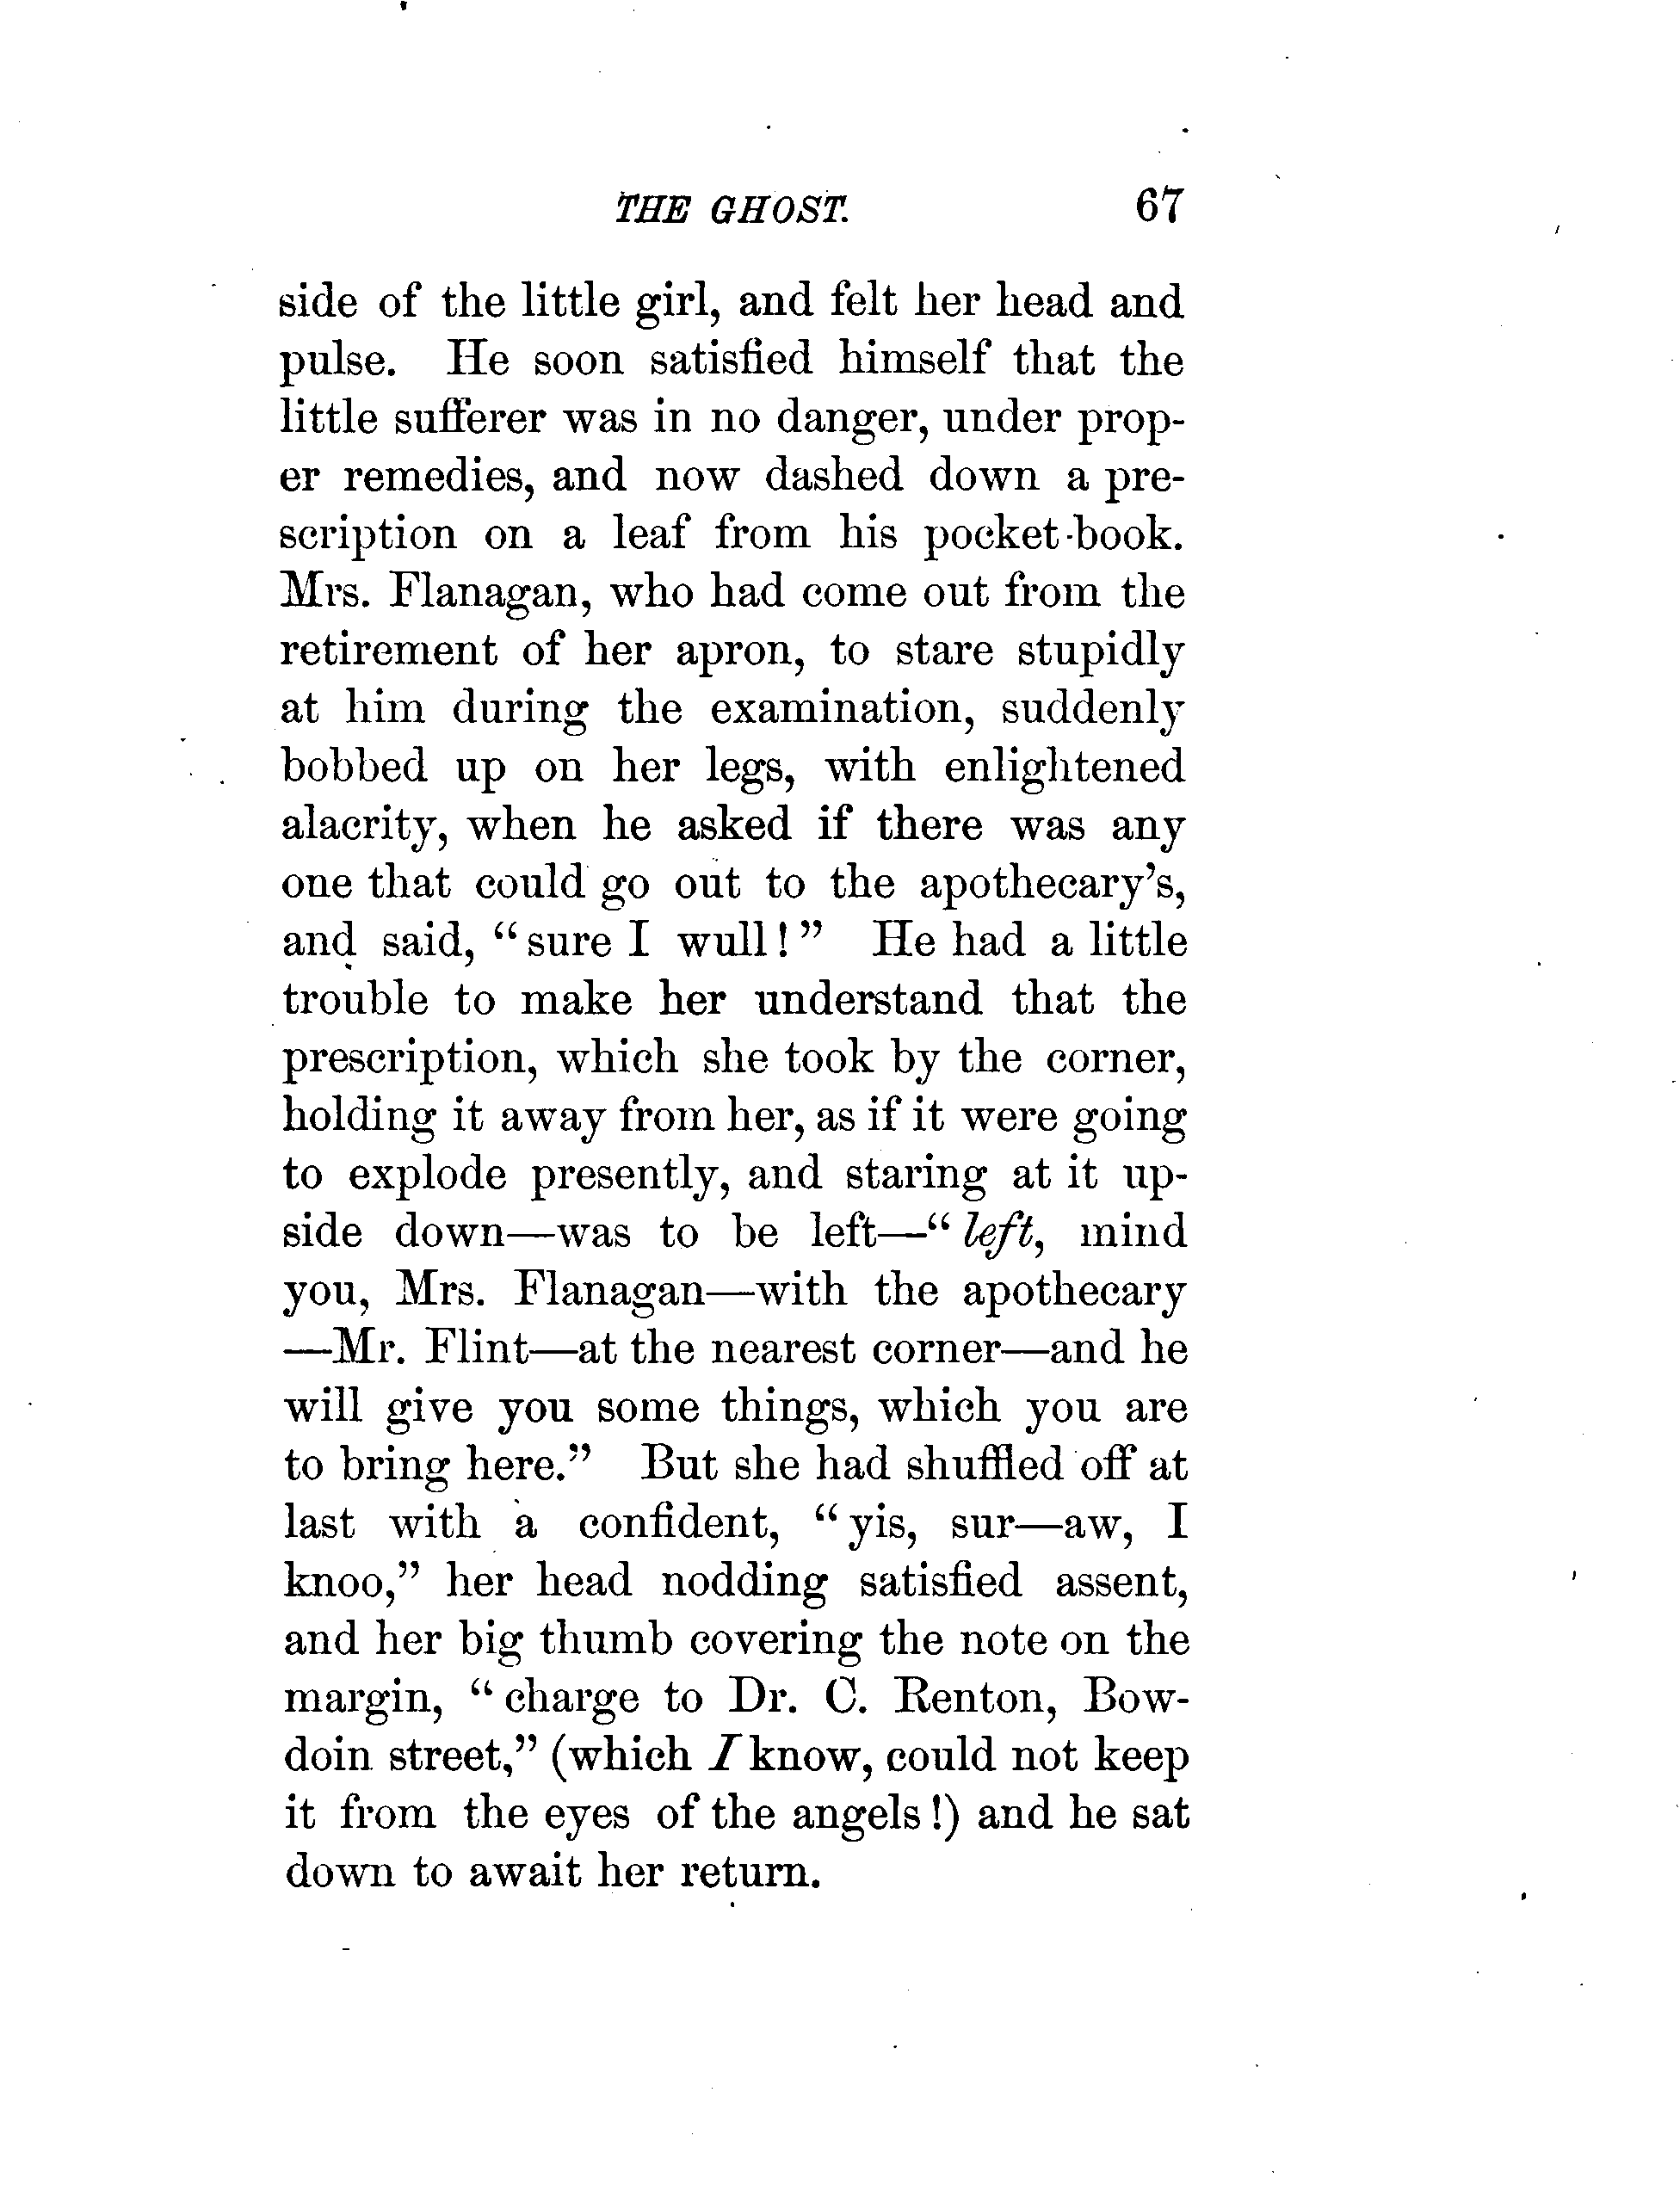 THE GHOST. 67
side of the little girl, and felt her head and
pulse. He soon satisfied himself that the
little sufferer was in no danger, under prop-
er remedies, and now dashed down a pre-
scription on a leaf from his pocket-book.
Mrs. Flanagan, who had come out from the
retirement of her apron, to stare stupidly
at him during the examination, suddenly
bobbed up on her legs, with enlightened
alacrity, when he asked if there was any
one that could go out to the apothecary's,
and said, “sure I wull!” He had a little
trouble to make her understand that the
prescription, which she took by the corner,
holding it away from her, as if it were going
to explode presently, and staring at it up-
side down—was to be left—“left, mind
you, Mrs. Flanagan—with the apothecary
—Mr. Flint—at the nearest corner—and he
will give you some things, which you are
to bring here.” But she had shuffled off at
last with a confident, “yis, sur—aw, I
knoo,” her head nodding satisfied assent,
and her big thumb covering the note on the
margin, “charge to Dr. C. Renton, Bow-
doin street,” (which I know, could not keep
it from the eyes of the angels!) and he sat
down to await her return.